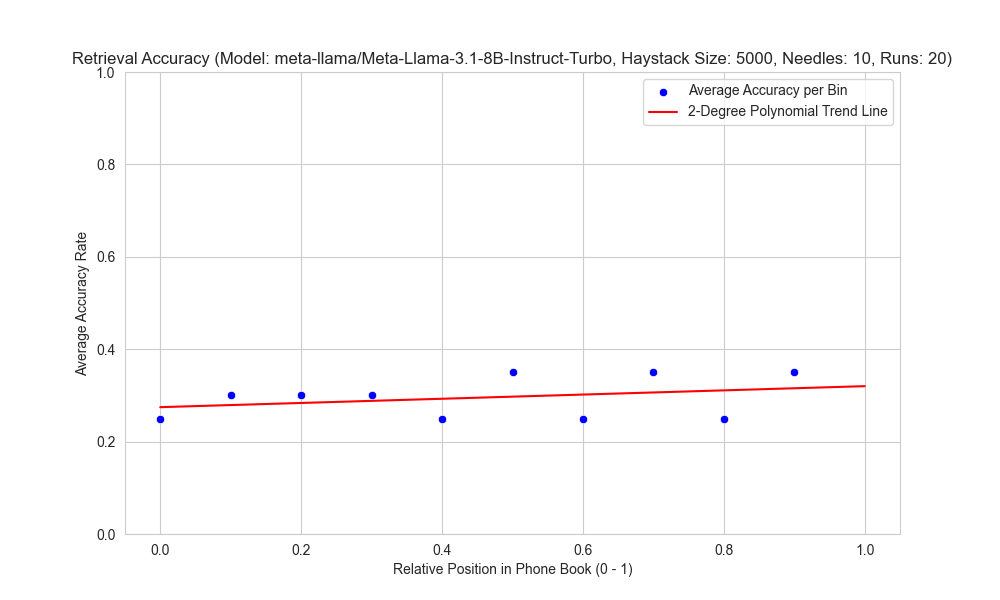 Retrieval Accuracy (Model: meta-llama/Meta-Llama-3.1-8B-Instruct-Turbo, Haystack Size: 5000, Needles: 10, Runs: 20)
Average Accuracy per Bin
2-Degree Polynomial Trend Line
Average Accuracy Rate
1.0
0.8
0.6
0.4
0.2
0.0
0.0 0.2 0.4 0.6 0.8 1.0
Relative Position in Phone Book (0 - 1)